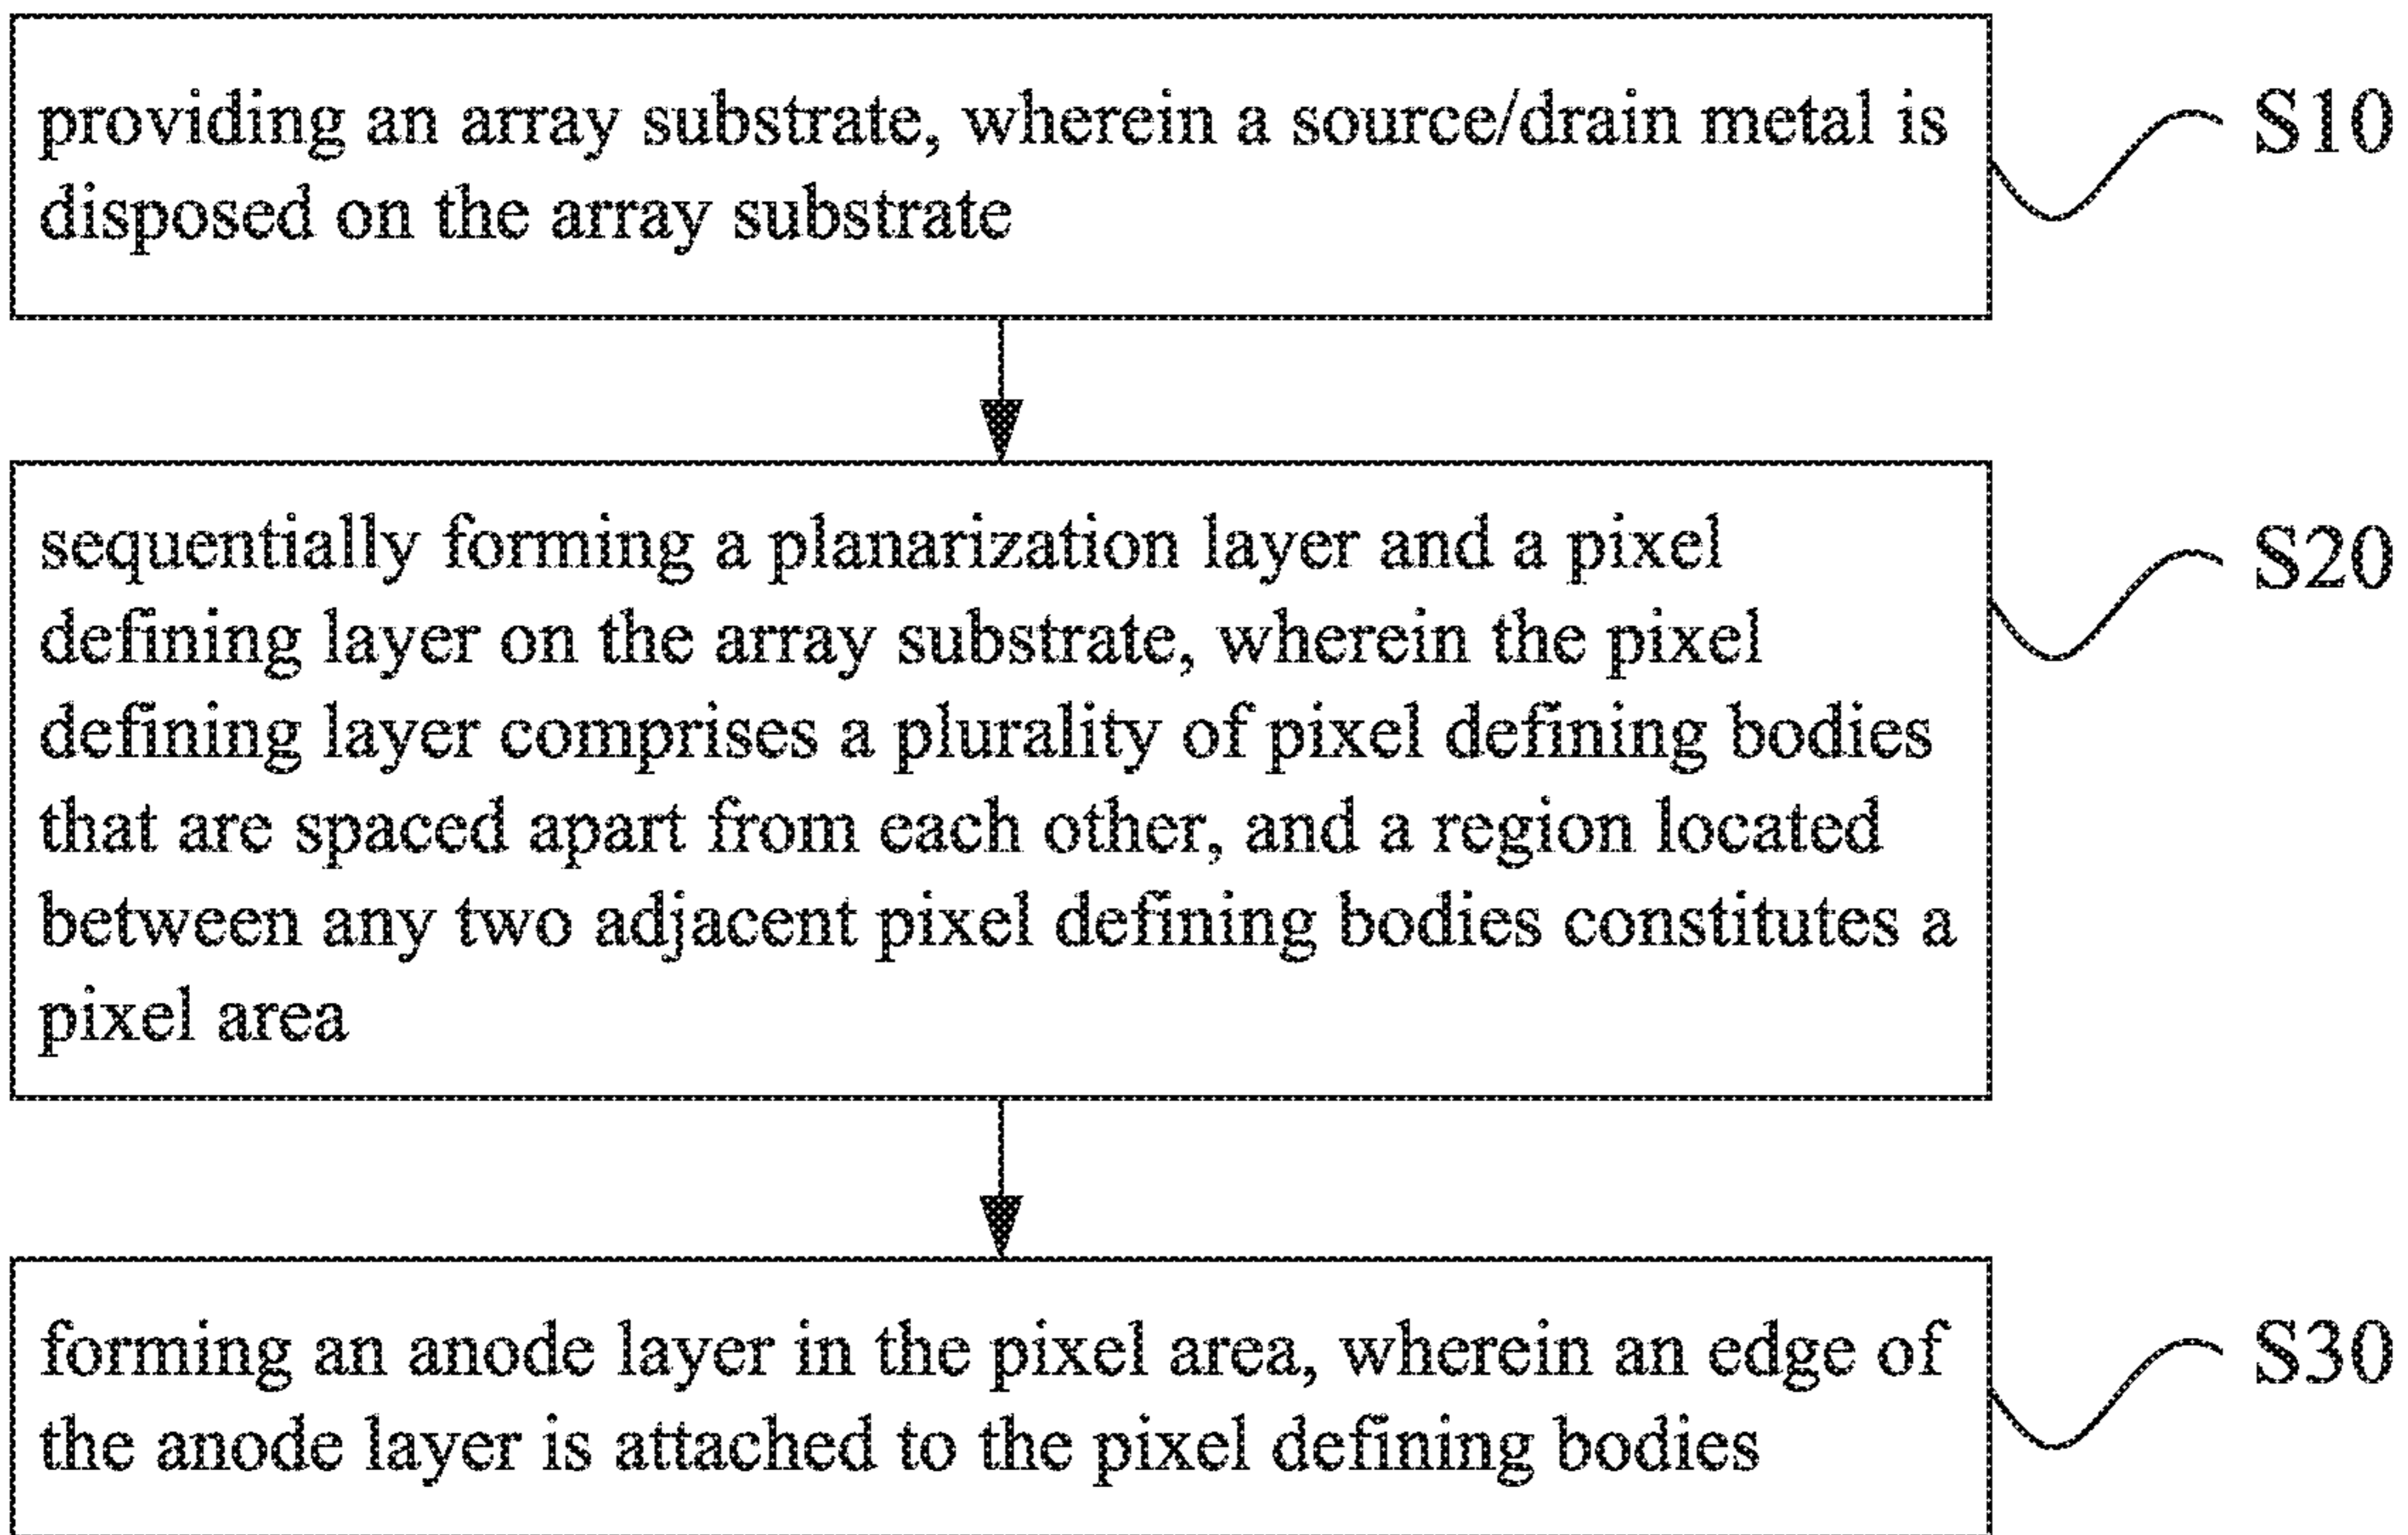 providing an array substrate, wherein a source/drain metal is
disposed on the array substrate
S10
sequentially forming a planarization layer and a pixel
defining layer on the array substrate, wherein the pixel
defining layer comprises a plurality of pixel defining bodies
that are spaced apart from each other, and a region located
between any two adjacent pixel defining bodies constitutes a
pixel area
S20
forming an anode layer in the pixel area, wherein an edge of
the anode layer is attached to the pixel defining bodies
S30